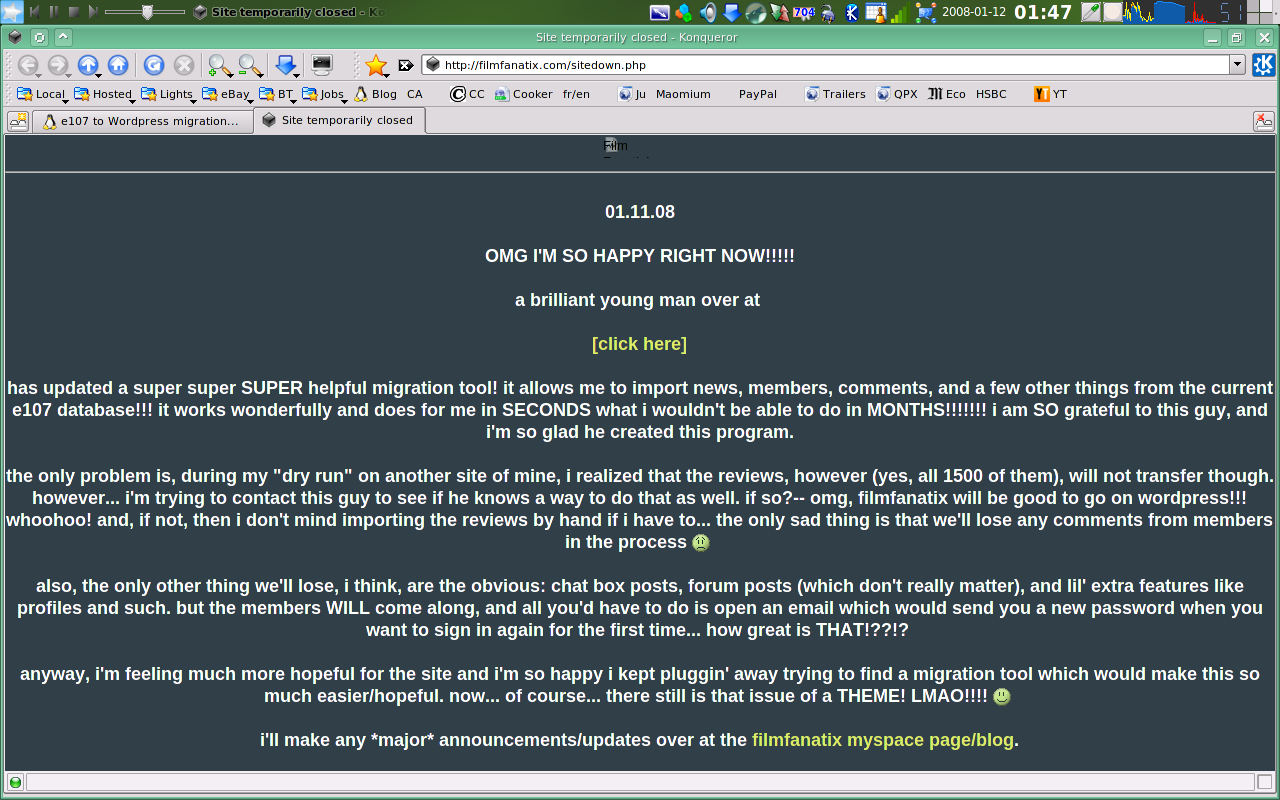 Site temporarily closed - K
704
2008-01-12 01:47
51
Site temporarily closed - Konqueror
http://filmfanatix.com/sitedown.php
Local Hosted Lights eBay BT Jobs Blog CA CC Cooker fr/en Ju Maomium PayPal Trailers QPX Eco HSBC YT
e107 to Wordpress migration... Site temporarily closed
Film
01.11.08
OMG I'M SO HAPPY RIGHT NOW!!!!!
a brilliant young man over at
[click here]
has updated a super super SUPER helpful migration tool! it allows me to import news, members, comments, and a few other things from the current
e107 database!!! it works wonderfully and does for me in SECONDS what i wouldn't be able to do in MONTHS!!!!!!! i am SO grateful to this guy, and
i'm so glad he created this program.
the only problem is, during my "dry run" on another site of mine, i realized that the reviews, however (yes, all 1500 of them), will not transfer though.
however... i'm trying to contact this guy to see if he knows a way to do that as well. if so?-- omg, filmfanatix will be good to go on wordpress!!!
whoohoo! and, if not, then i don't mind importing the reviews by hand if i have to... the only sad thing is that we'll lose any comments from members
in the process
also, the only other thing we'll lose, i think, are the obvious: chat box posts, forum posts (which don't really matter), and lil' extra features like
profiles and such. but the members WILL come along, and all you'd have to do is open an email which would send you a new password when you
want to sign in again for the first time... how great is THAT!??!?
anyway, i'm feeling much more hopeful for the site and i'm so happy i kept pluggin' away trying to find a migration tool which would make this so
much easier/hopeful. now... of course... there still is that issue of a THEME! LMAO!!!!
i'll make any *major* announcements/updates over at the filmfanatix myspace page/blog.